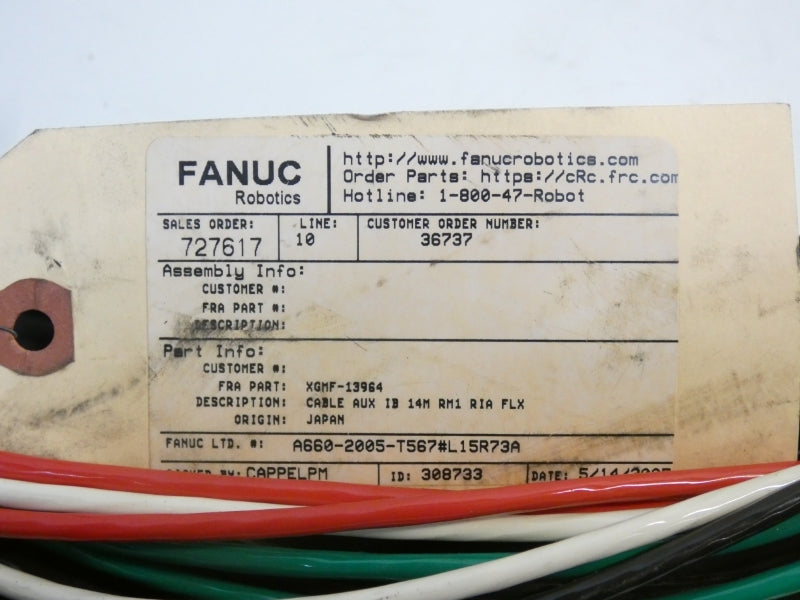 FANUC
Robotics
http://www.fanucrobotics.com
Order Parts: https://cRc.frc.com
Hotline: 1-800-47-Robot
SALES ORDER: 727617
LINE: 10
CUSTOMER ORDER NUMBER: 36737
Assembly Info:
CUSTOMER #:
FRA PART #:
DESCRIPTION:
Part Info:
CUSTOMER #:
FRA PART: XGMF-13964
DESCRIPTION: CABLE AUX IB 14M RM1 RIA FLX
ORIGIN: JAPAN
FANUC LTD. #: A660-2005-T567#L15R73A
BY: CAPPELPM
ID: 308733
DATE: 5/14/